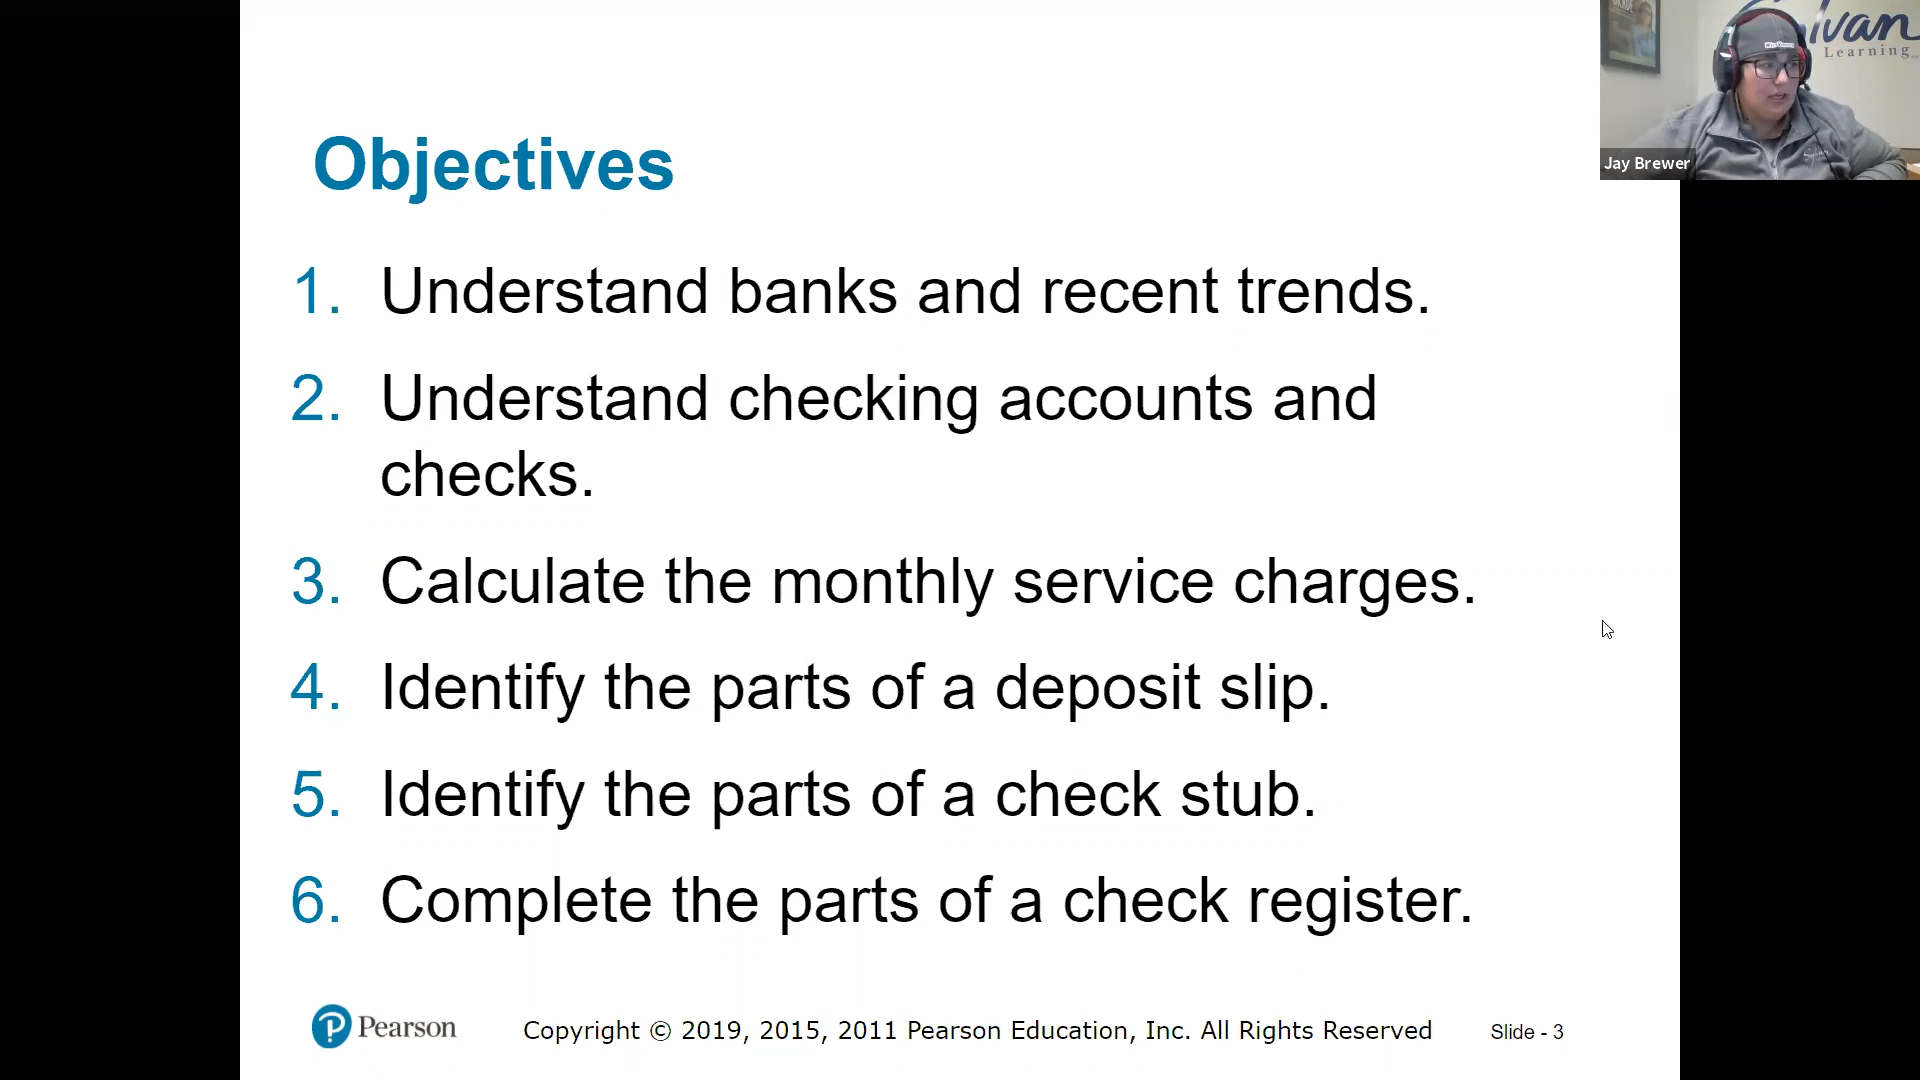 Objectives
1. Understand banks and recent trends.
2. Understand checking accounts and
checks.
3. Calculate the monthly service charges.
4. Identify the parts of a deposit slip.
5. Identify the parts of a check stub.
6. Complete the parts of a check register.
Pearson
Copyright © 2019, 2015, 2011 Pearson Education, Inc. All Rights Reserved
Slide - 3
Sylvan
Learning
Jay Brewer